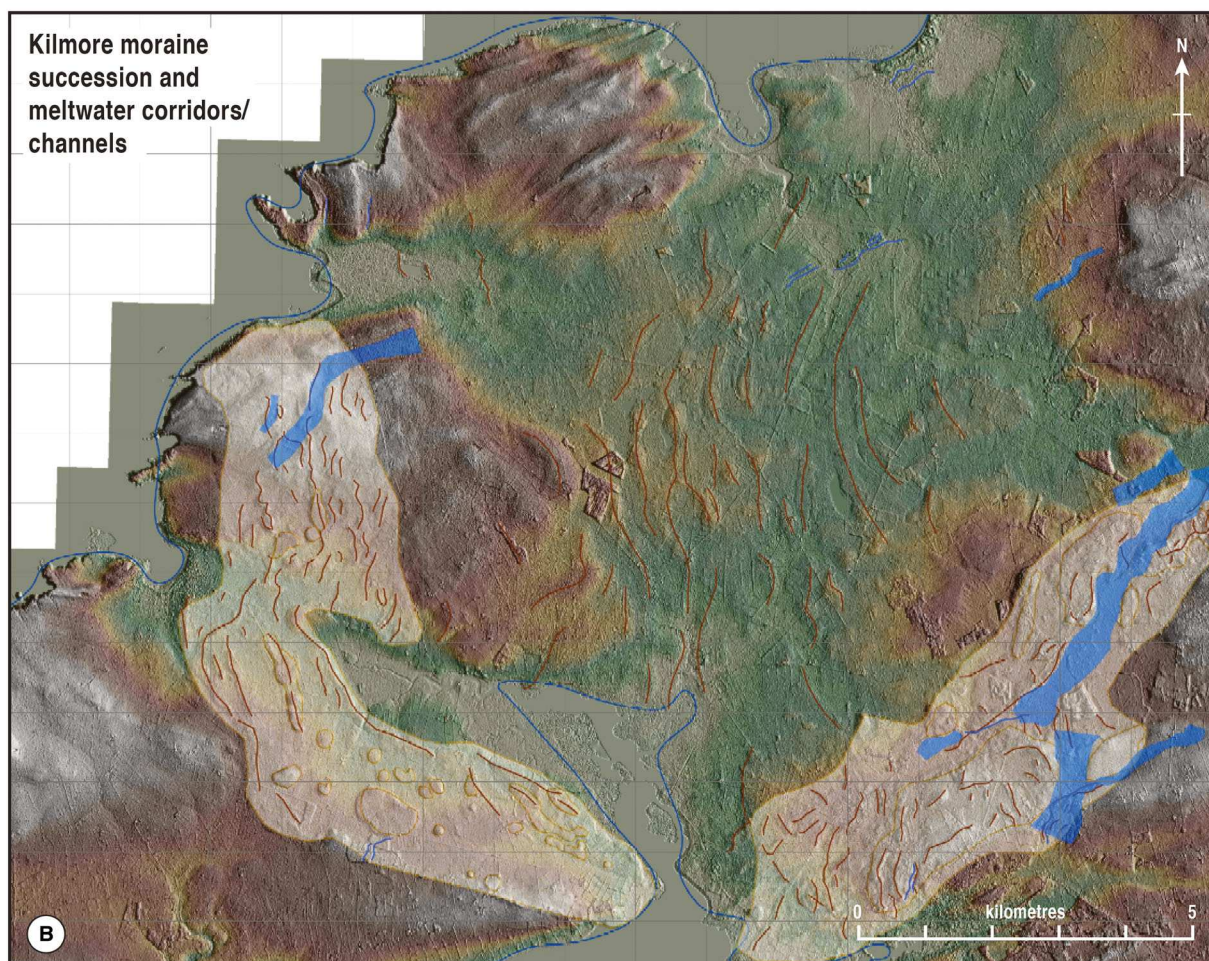 Kilmore moraine
succession and
meltwater corridors/
channels
N
B
0 kilometres 5